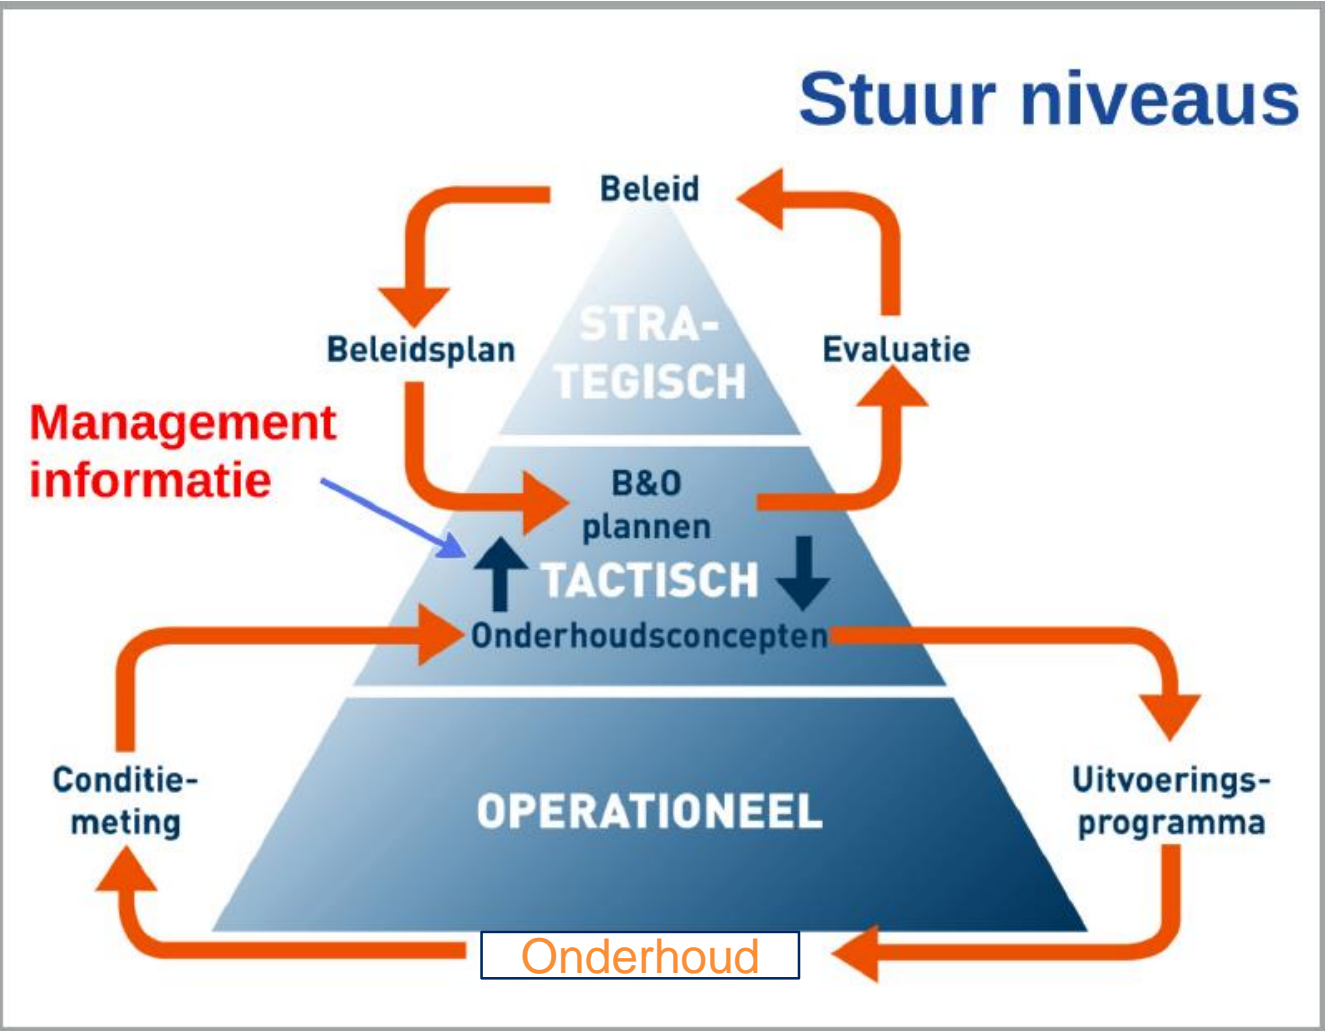 Stuur niveaus
Beleid
STRA-
TEGISCH
Beleidsplan
Evaluatie
Management
informatie
B&O
plannen
TACTISCH
Onderhoudsconcepten
Conditie-
meting
OPERATIONEEL
Uitvoerings-
programma
Onderhoud